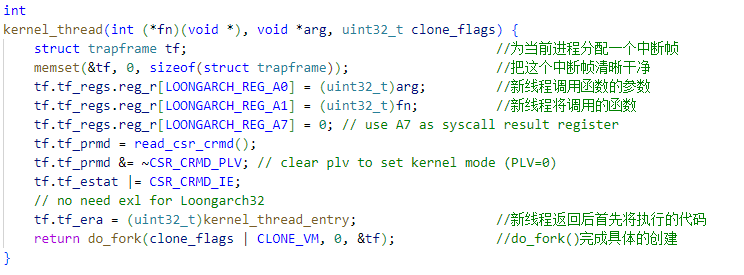 int
kernel_thread(int (*fn)(void *), void *arg, uint32_t clone_flags) {
    struct trapframe tf;                                  //为当前进程分配一个中断帧
    memset(&tf, 0, sizeof(struct trapframe));             //把这个中断帧清晰干净
    tf.tf_regs.reg_r[LOONGARCH_REG_A0] = (uint32_t)arg;   //新线程调用函数的参数
    tf.tf_regs.reg_r[LOONGARCH_REG_A1] = (uint32_t)fn;    //新线程将调用的函数
    tf.tf_regs.reg_r[LOONGARCH_REG_A7] = 0; // use A7 as syscall result register
    tf.tf_prmd = read_csr_crmd();
    tf.tf_prmd &= ~CSR_CRMD_PLV; // clear plv to set kernel mode (PLV=0)
    tf.tf_estat |= CSR_CRMD_IE;
    // no need exl for Loongarch32
    tf.tf_era = (uint32_t)kernel_thread_entry;            //新线程返回后首先将执行的代码
    return do_fork(clone_flags | CLONE_VM, 0, &tf);       //do_fork()完成具体的创建
}